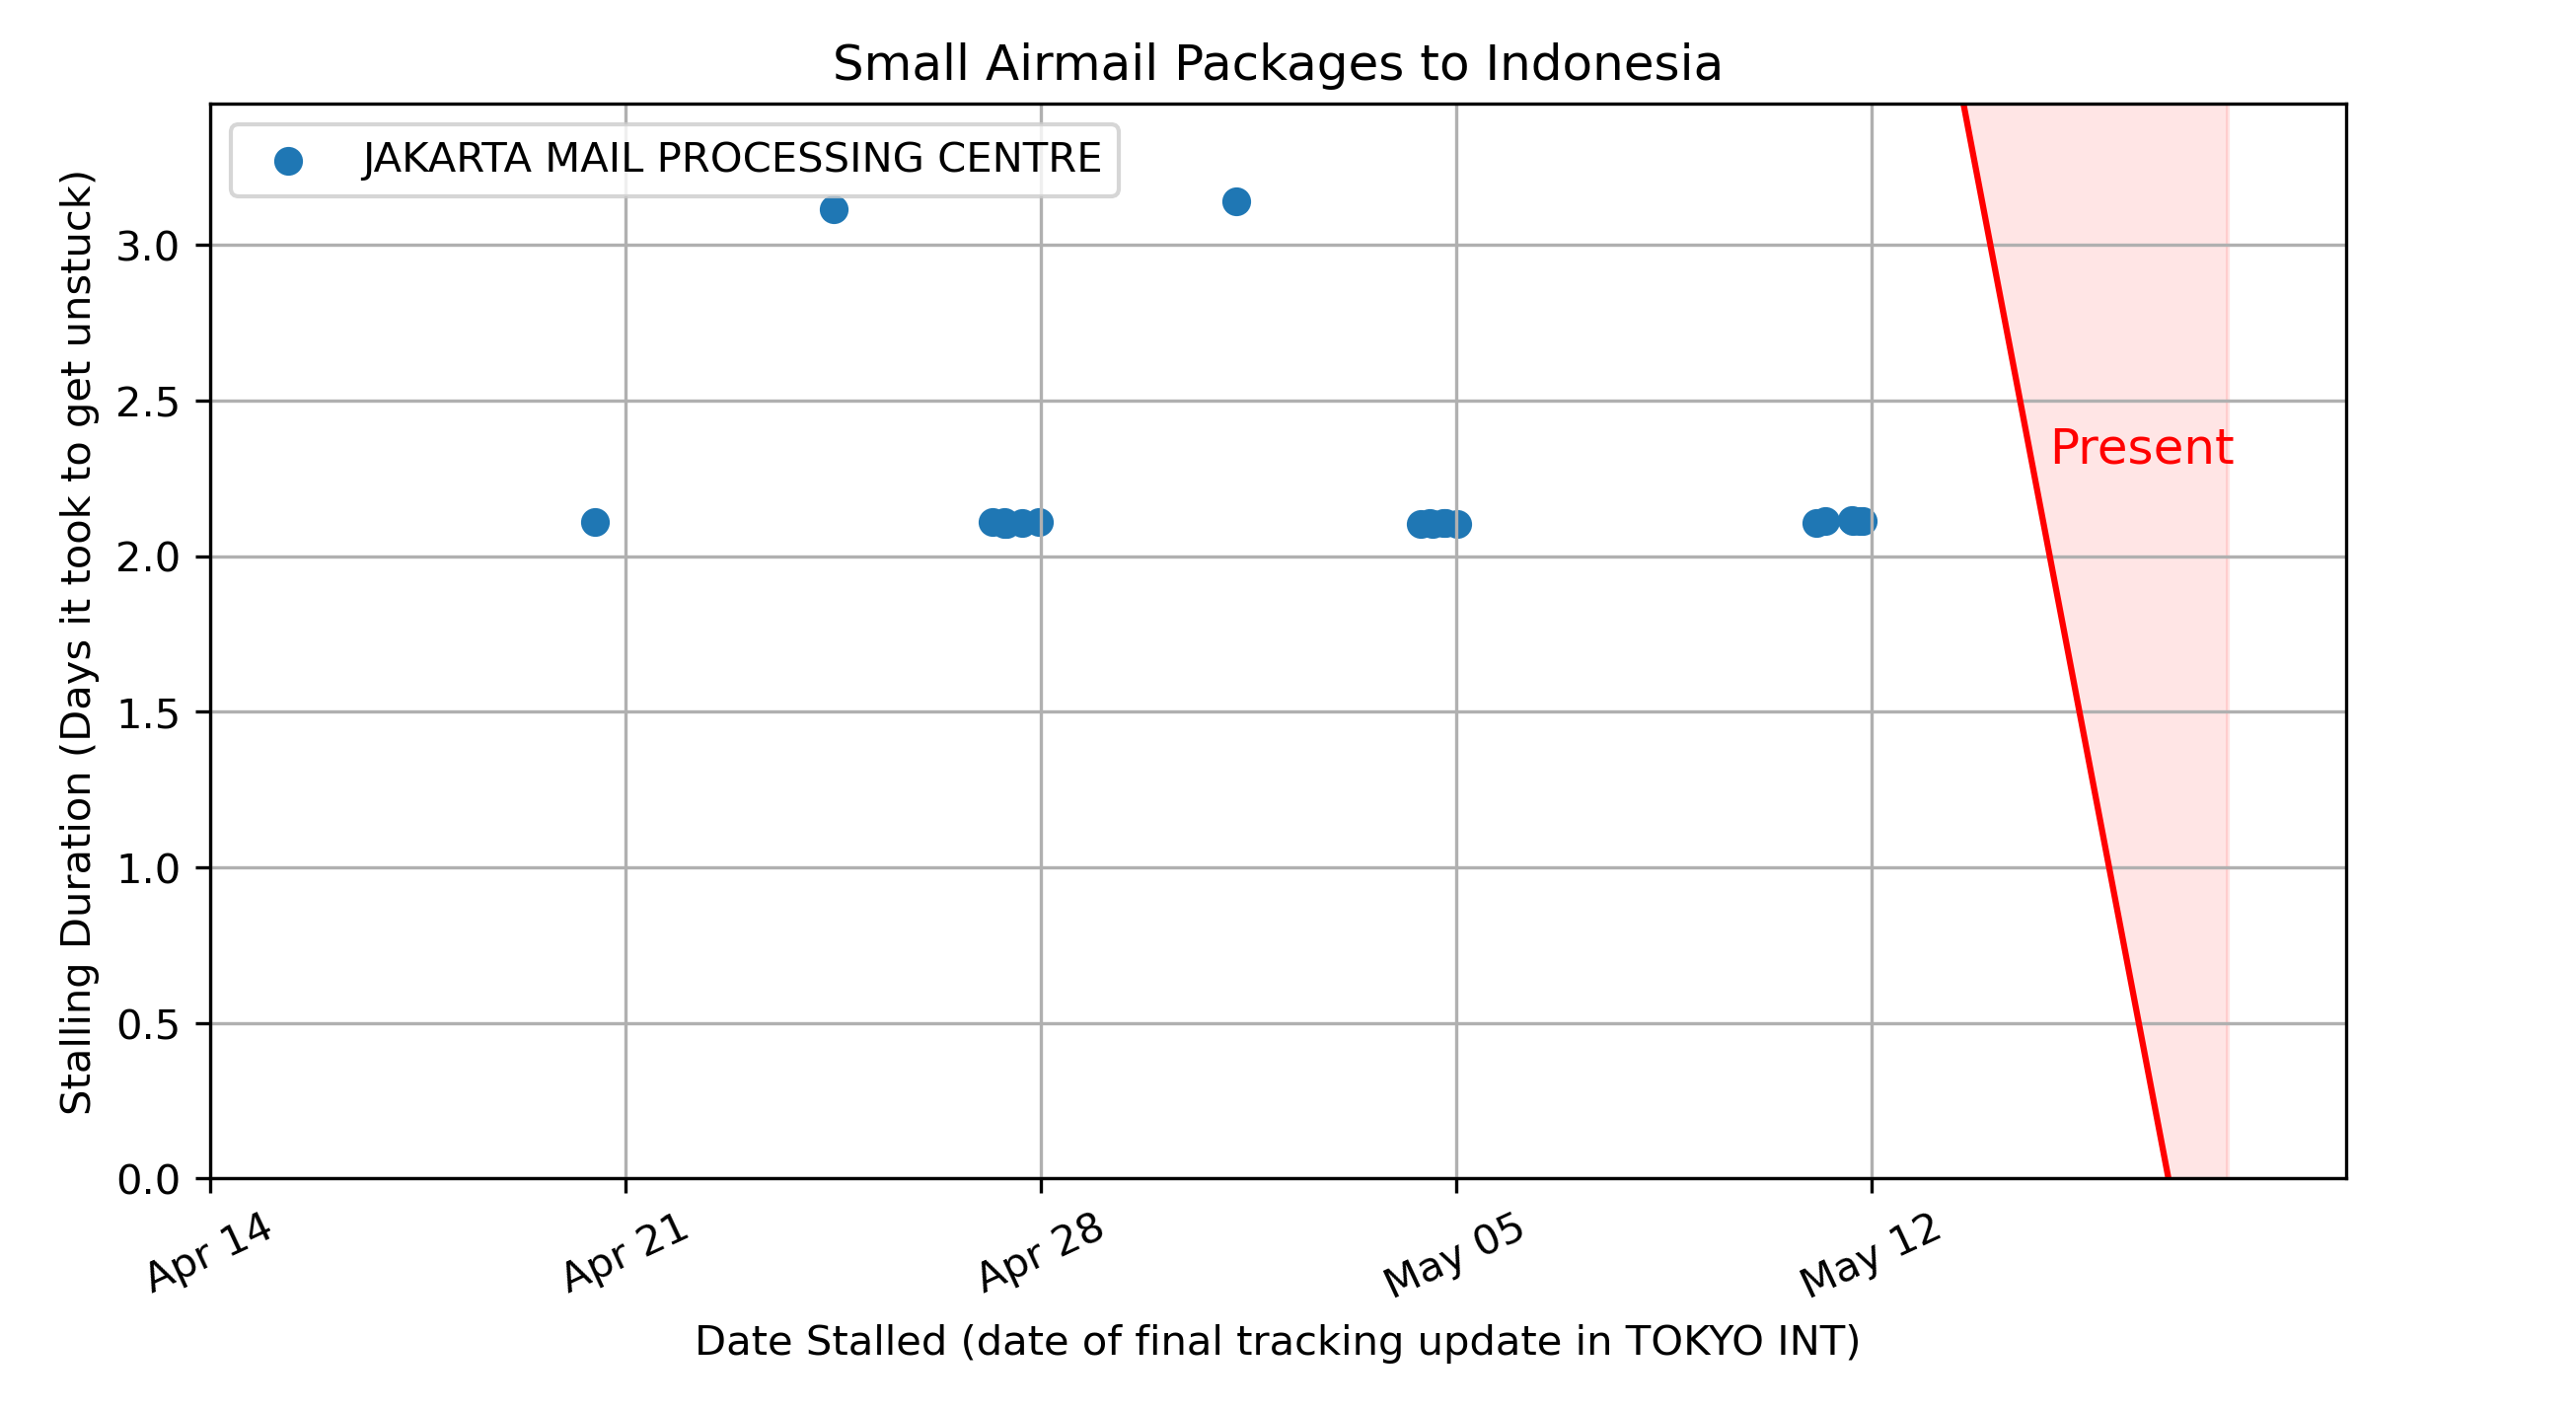 Small Airmail Packages to Indonesia
JAKARTA MAIL PROCESSING CENTRE
Stalling Duration (Days it took to get unstuck)
3.0
2.5
2.0
1.5
1.0
0.5
0.0
Present
Apr 14
Apr 21
Apr 28
May 05
May 12
Date Stalled (date of final tracking update in TOKYO INT)